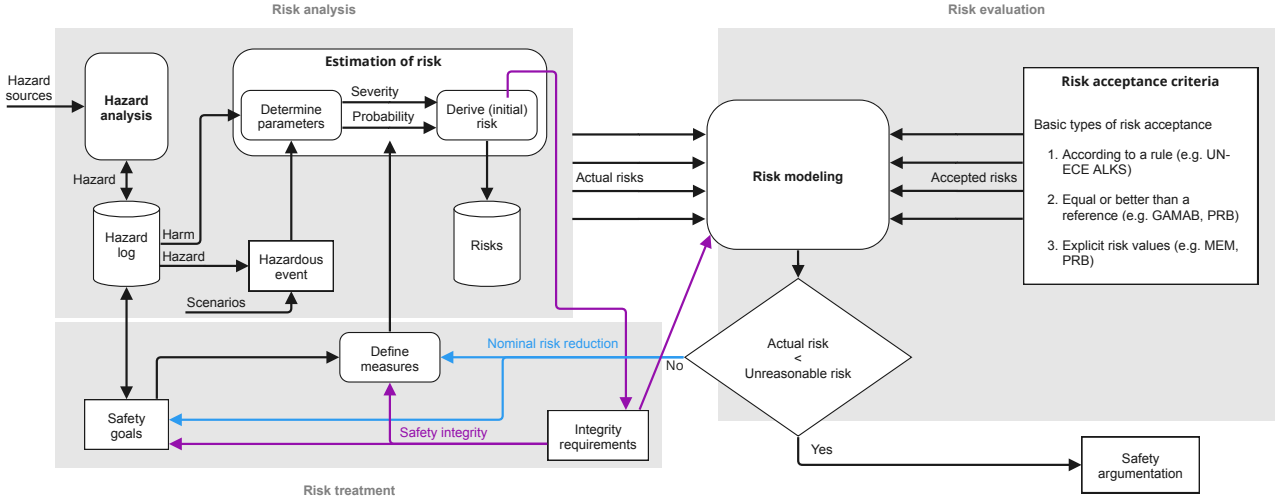 Risk analysis
Risk evaluation
Hazard
sources
Hazard
analysis
Estimation of risk
Determine
parameters
Severity
Probability
Derive (initial)
risk
Hazard
Hazard
log
Harm
Hazard
Scenarios
Hazardous
event
Risks
Actual risks
Risk modeling
Accepted risks
Risk acceptance criteria
Basic types of risk acceptance
1. According to a rule (e.g. UN-
ECE ALKS)
2. Equal or better than a
reference (e.g. GAMAB, PRB)
3. Explicit risk values (e.g. MEM,
PRB)
Define
measures
Nominal risk reduction
No
Actual risk
<
Unreasonable risk
Safety
goals
Safety integrity
Integrity
requirements
Yes
Safety
argumentation
Risk treatment